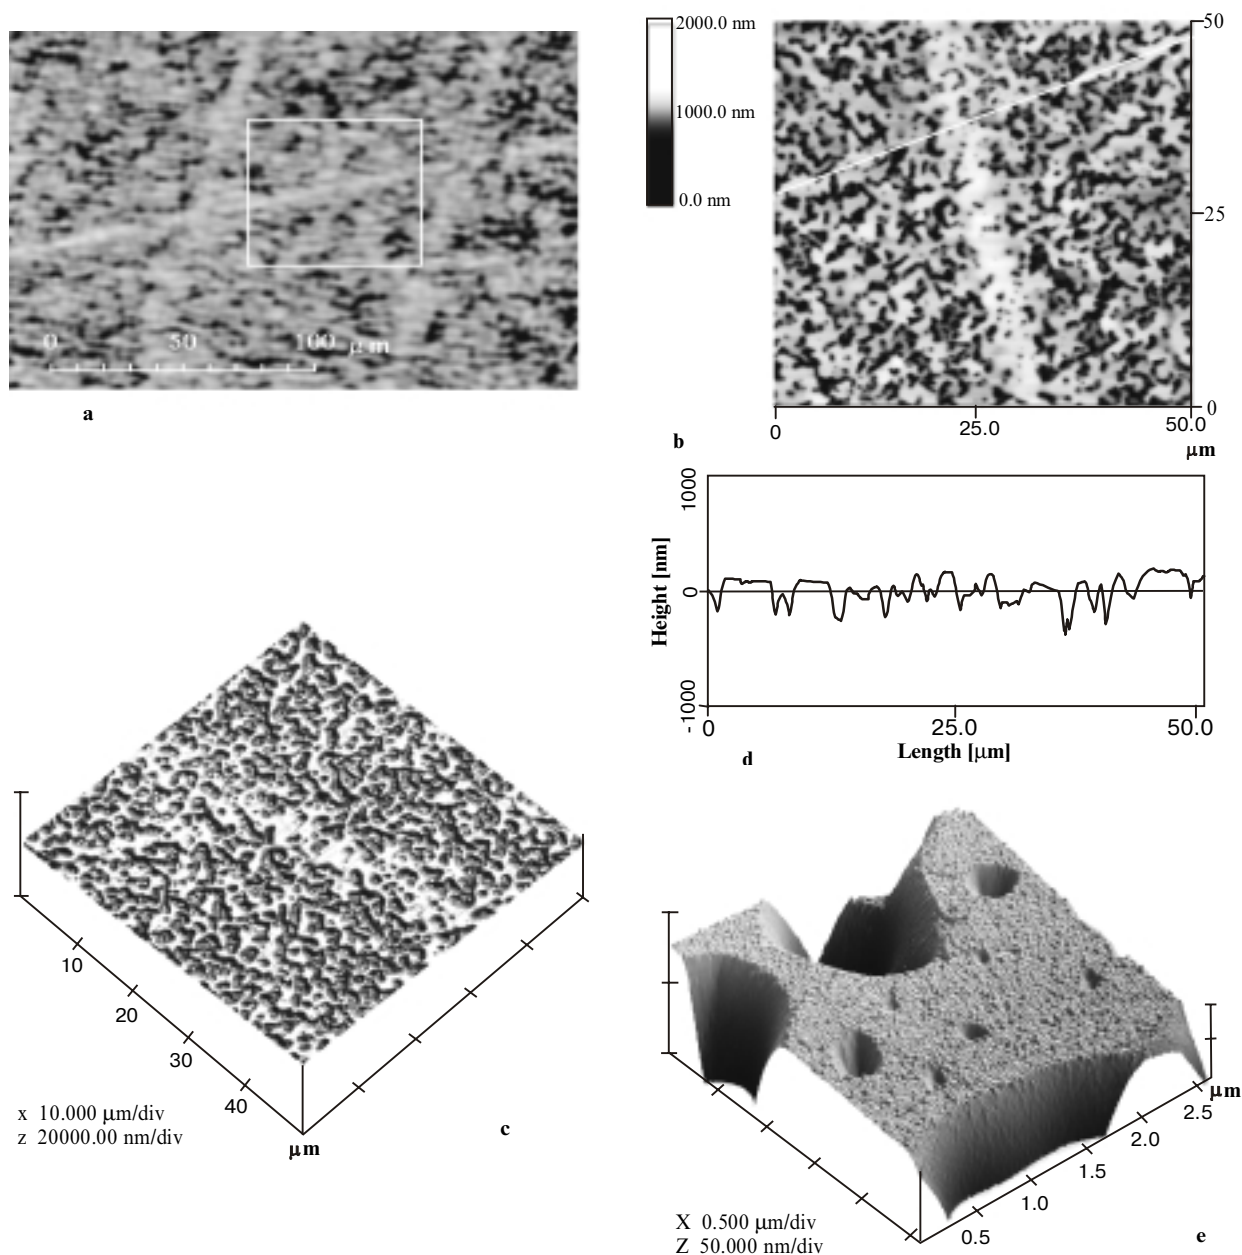 0 50 100 μm
a
2000.0 nm
1000.0 nm
0.0 nm
50
25
0
0 25.0 50.0
μm
b
1000
0
-1000
Height [nm]
0 25.0 50.0
Length [μm]
d
10
20
30
40
μm
x 10.000 μm/div
z 20000.00 nm/div
c
0.5
1.0
1.5
2.0
2.5
μm
X 0.500 μm/div
Z 50.000 nm/div
e